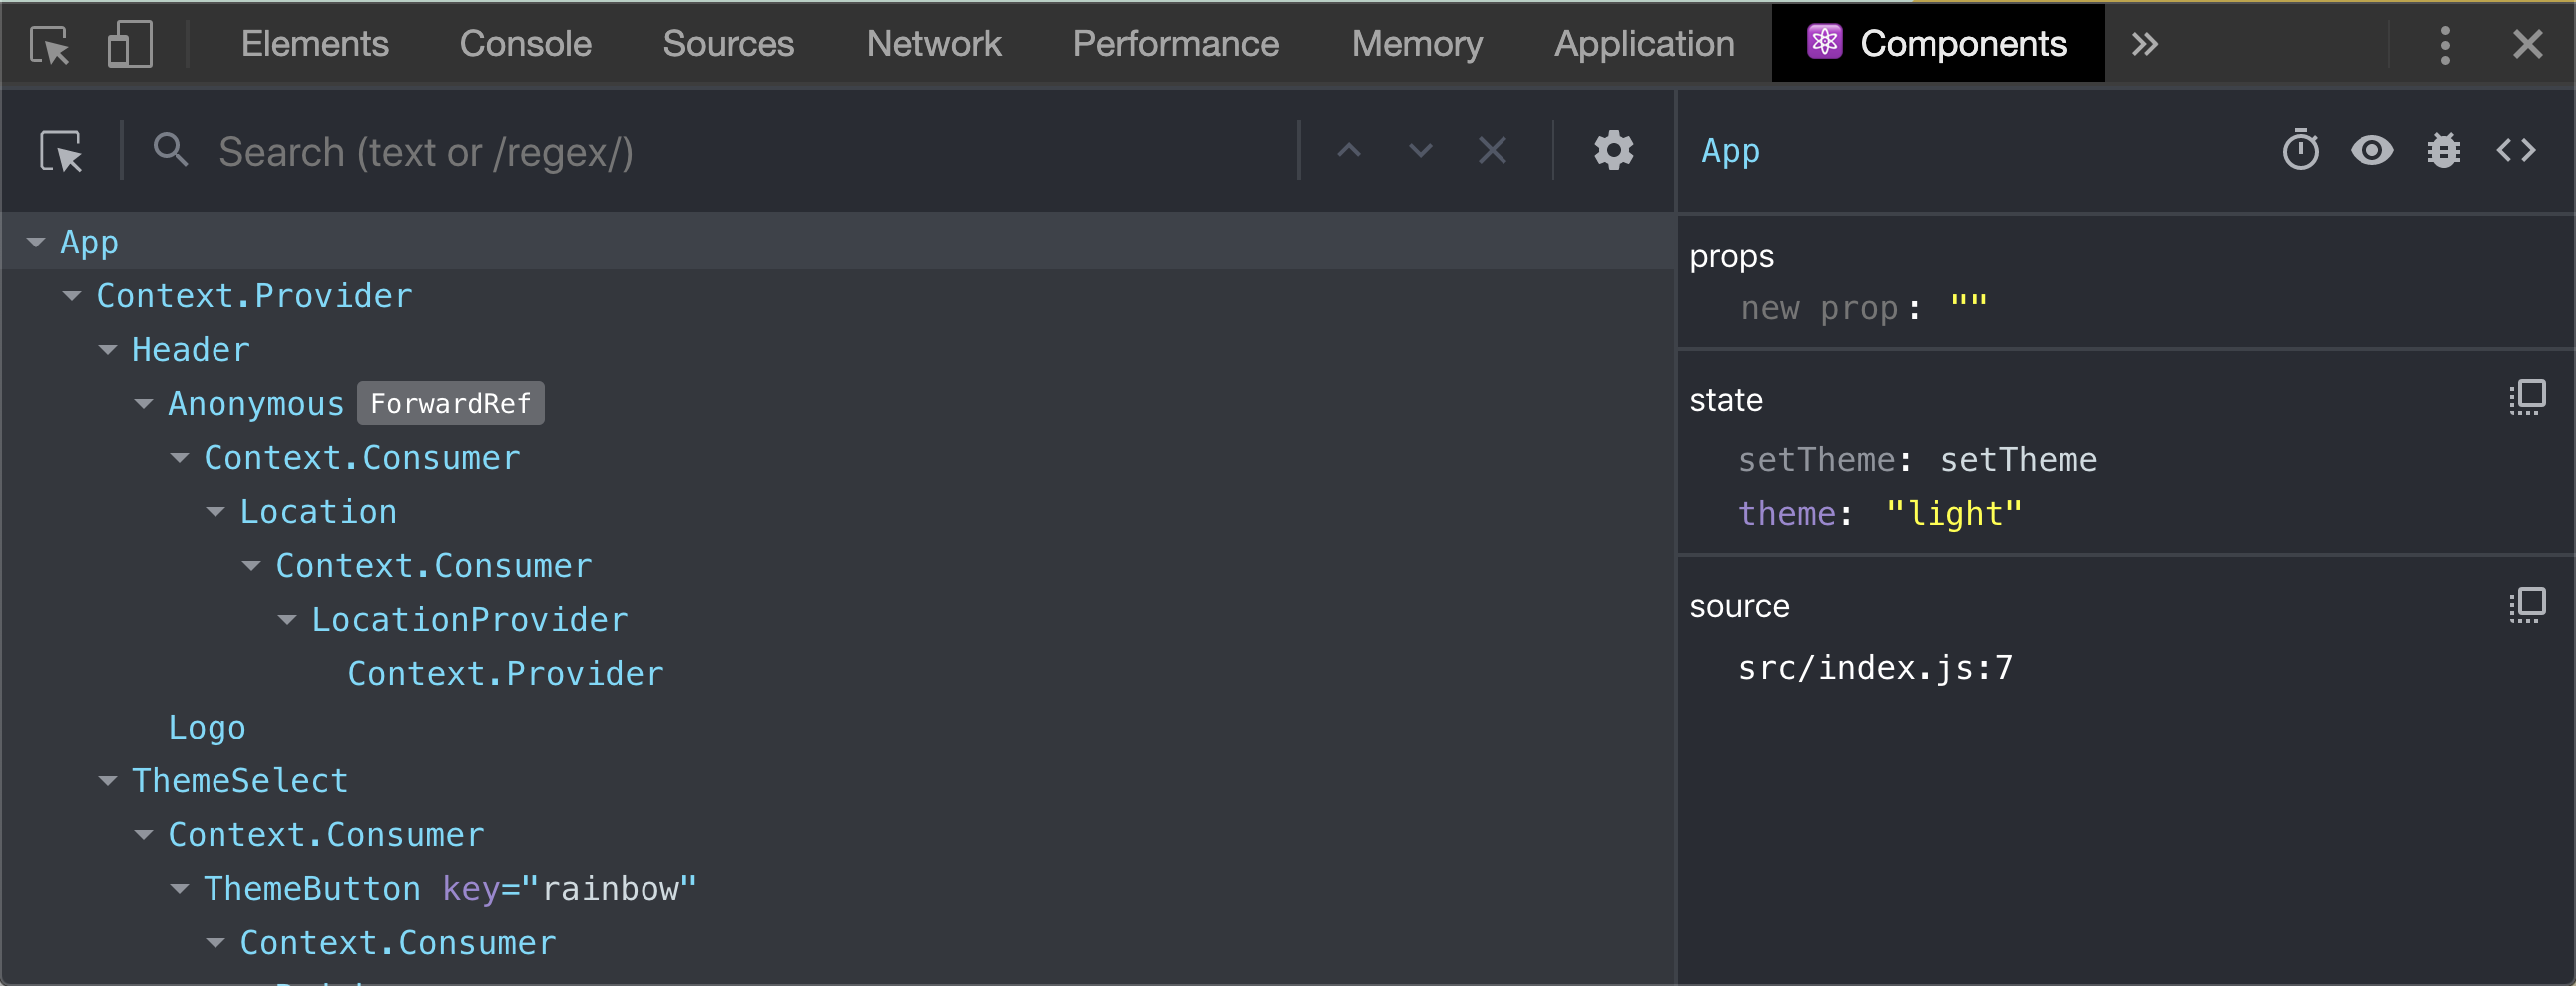 Elements Console Sources Network Performance Memory Application Components
Search (text or /regex/)
App
Context.Provider
Header
Anonymous ForwardRef
Context.Consumer
Location
Context.Consumer
LocationProvider
Context.Provider
Logo
ThemeSelect
Context.Consumer
ThemeButton key="rainbow"
Context.Consumer
App
props
new prop: ""
state
setTheme: setTheme
theme: "light"
source
src/index.js:7